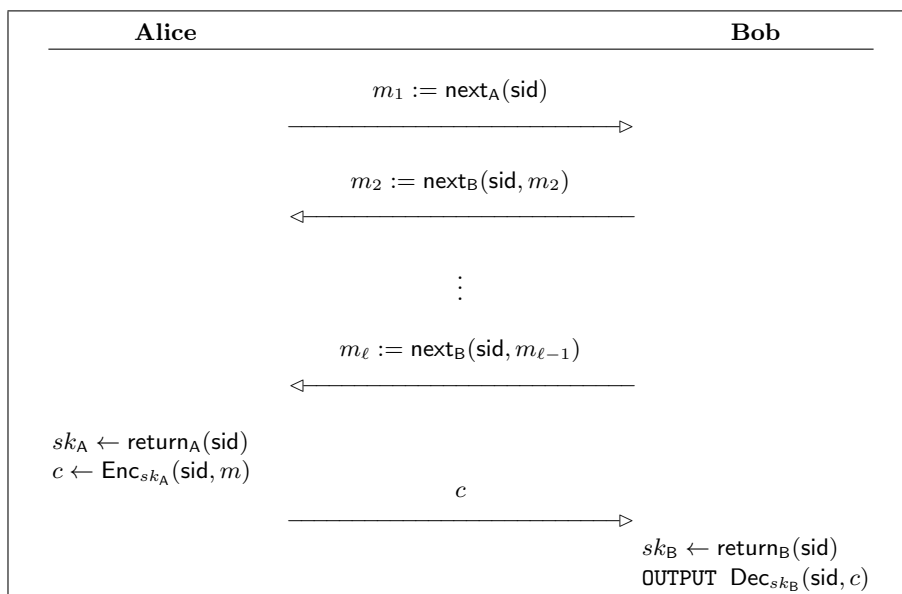 Alice Bob
m₁ := next_A(sid)
m₂ := next_B(sid, m₂)
⋮
m_ℓ := next_B(sid, m_{ℓ−1})
sk_A ← return_A(sid)
c ← Enc_{sk_A}(sid, m)
c
sk_B ← return_B(sid)
OUTPUT Dec_{sk_B}(sid, c)